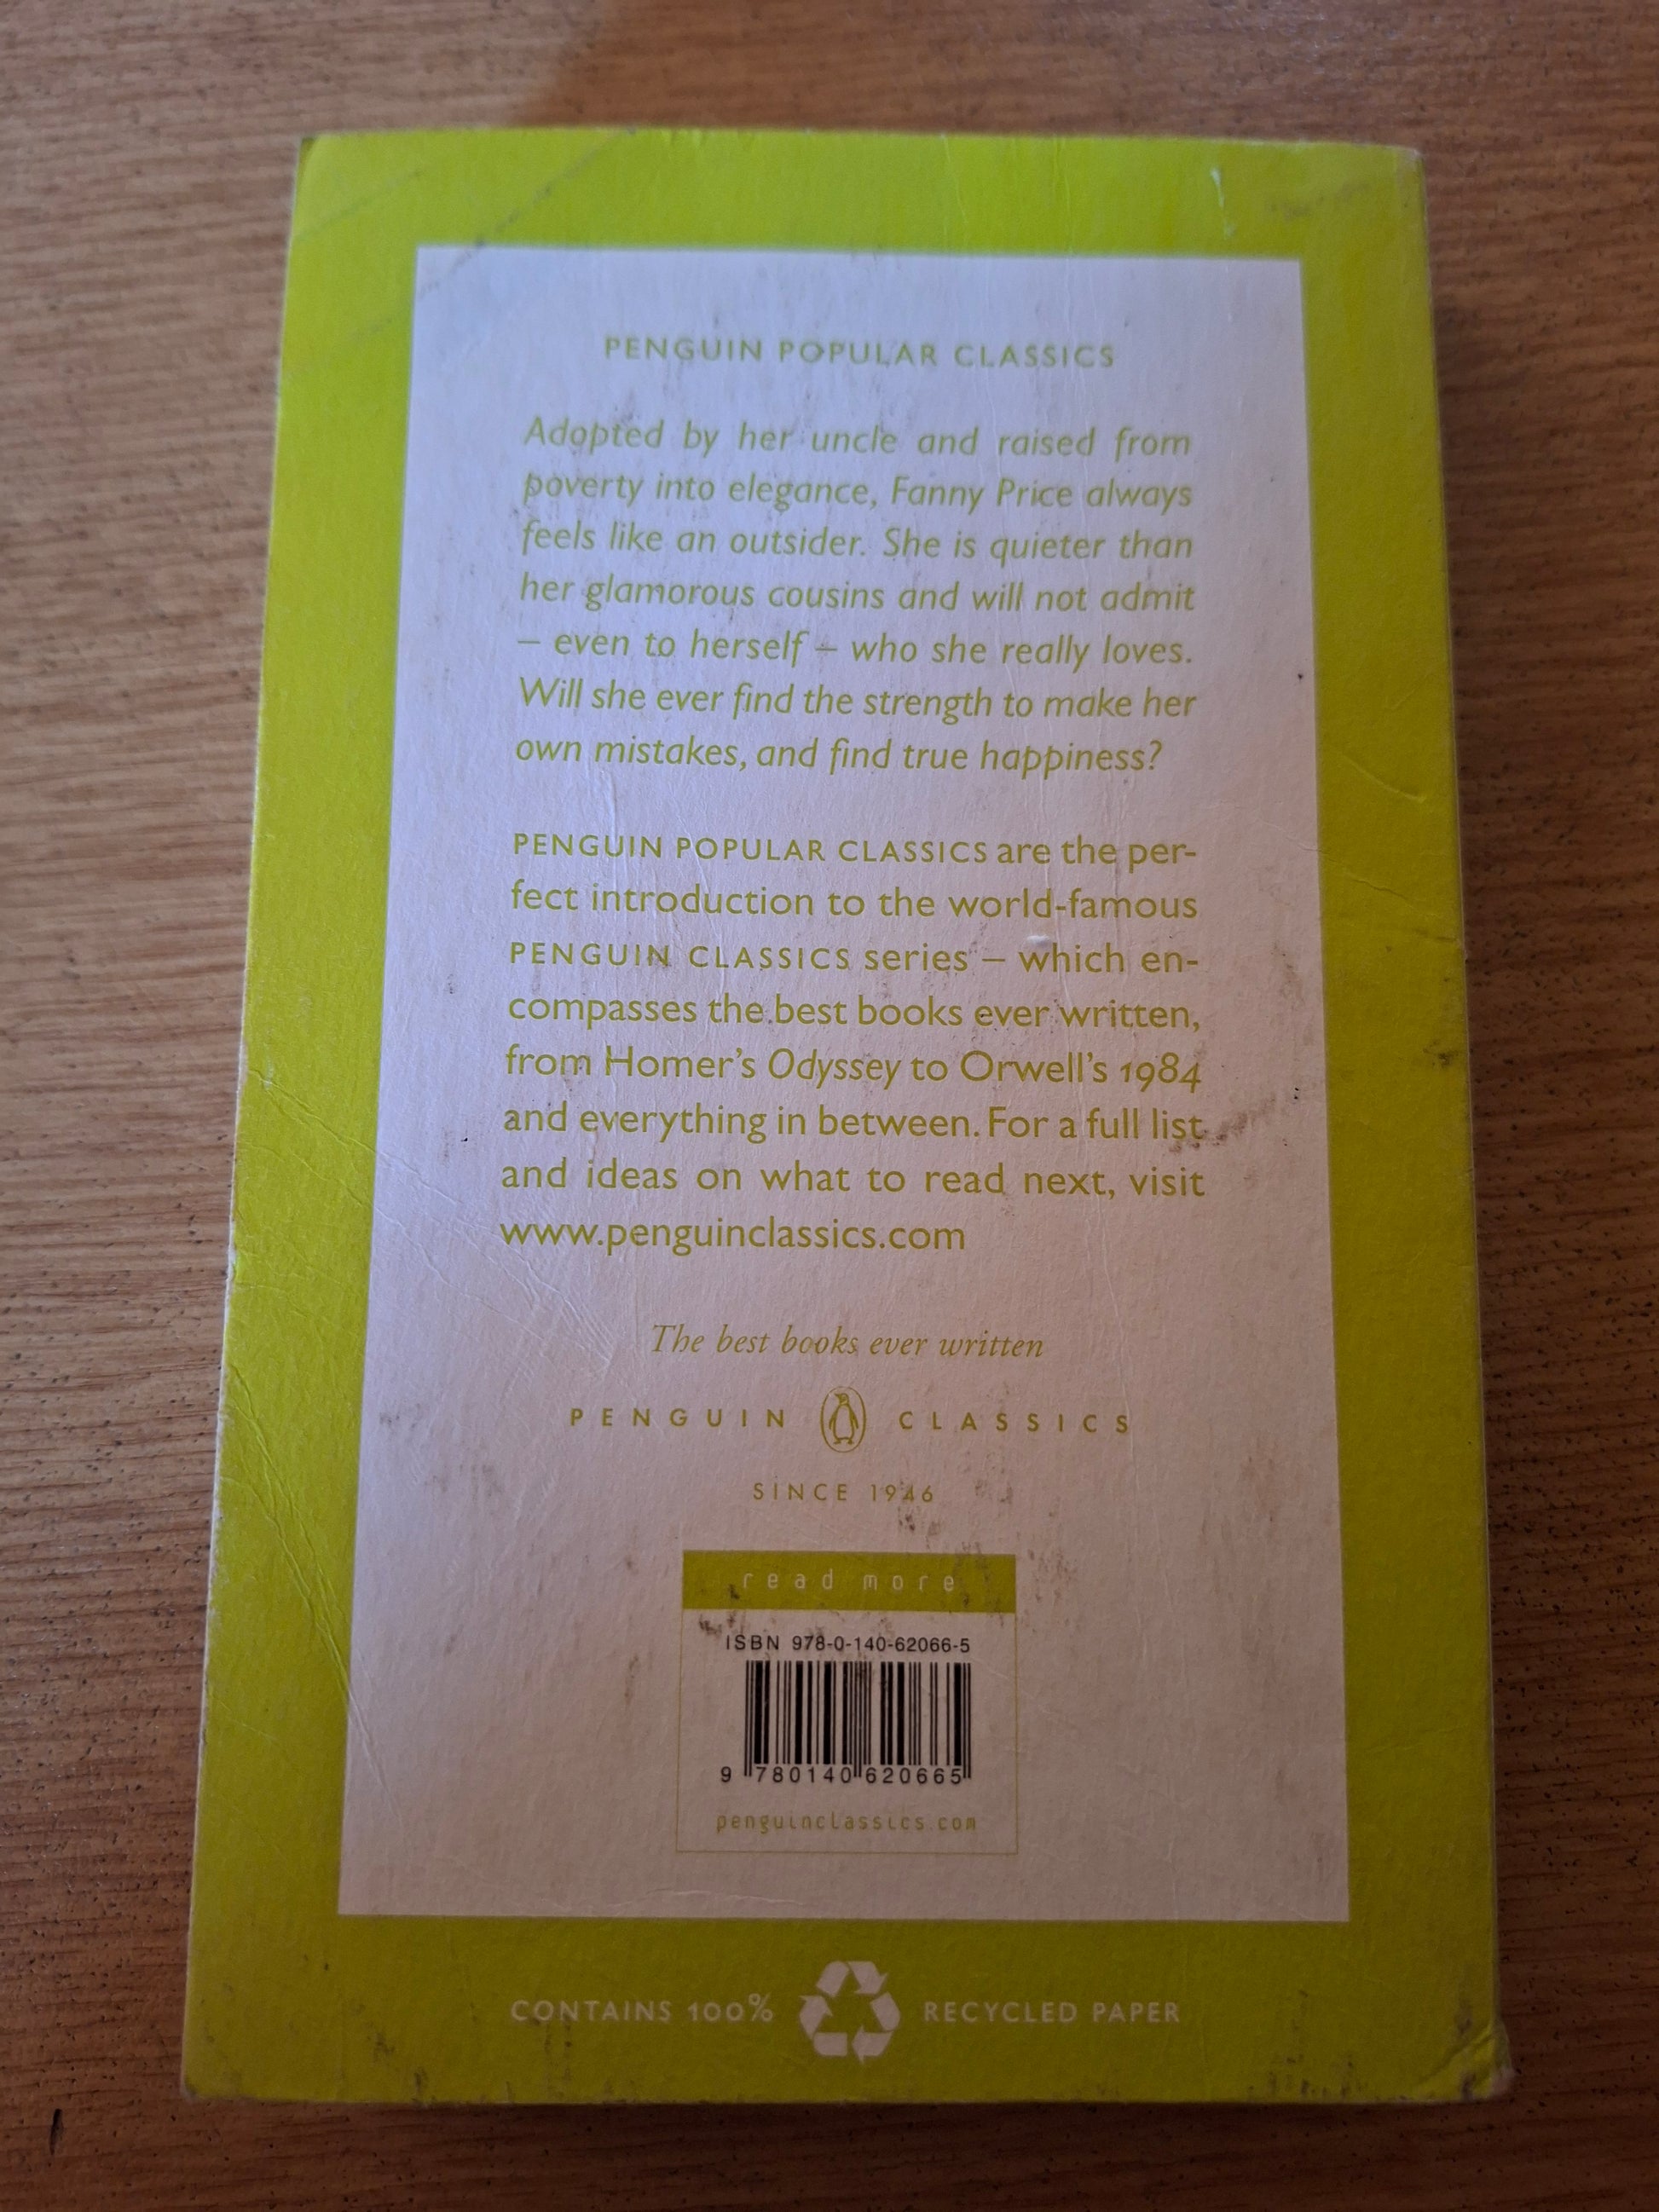 PENGUIN POPULAR CLASSICS
Adopted by her uncle and raised from
poverty into elegance, Fanny Price always
feels like an outsider. She is quieter than
her glamorous cousins and will not admit
– even to herself – who she really loves.
Will she ever find the strength to make her
own mistakes, and find true happiness?
PENGUIN POPULAR CLASSICS are the per-
fect introduction to the world-famous
PENGUIN CLASSICS series – which en-
compasses the best books ever written,
from Homer's Odyssey to Orwell's 1984
and everything in between. For a full list
and ideas on what to read next, visit
www.penguinclassics.com
The best books ever written
PENGUIN CLASSICS
SINCE 1946
read more
ISBN 978-0-140-62066-5
9 780140 620665
penguinclassics.com
CONTAINS 100% RECYCLED PAPER